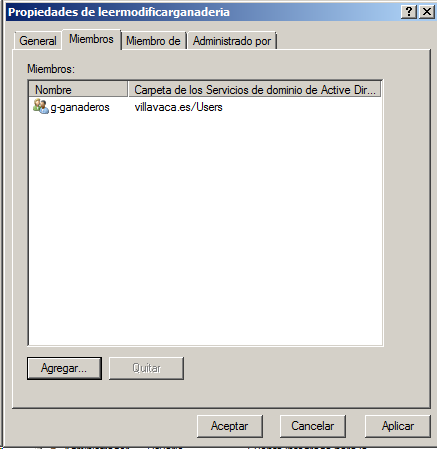 Propiedades de leermodificarganaderia
General Miembros Miembro de Administrado por
Miembros:
Nombre Carpeta de los Servicios de dominio de Active Dir...
g-ganaderos villavaca.es/Users
Agregar... Quitar
Aceptar Cancelar Aplicar